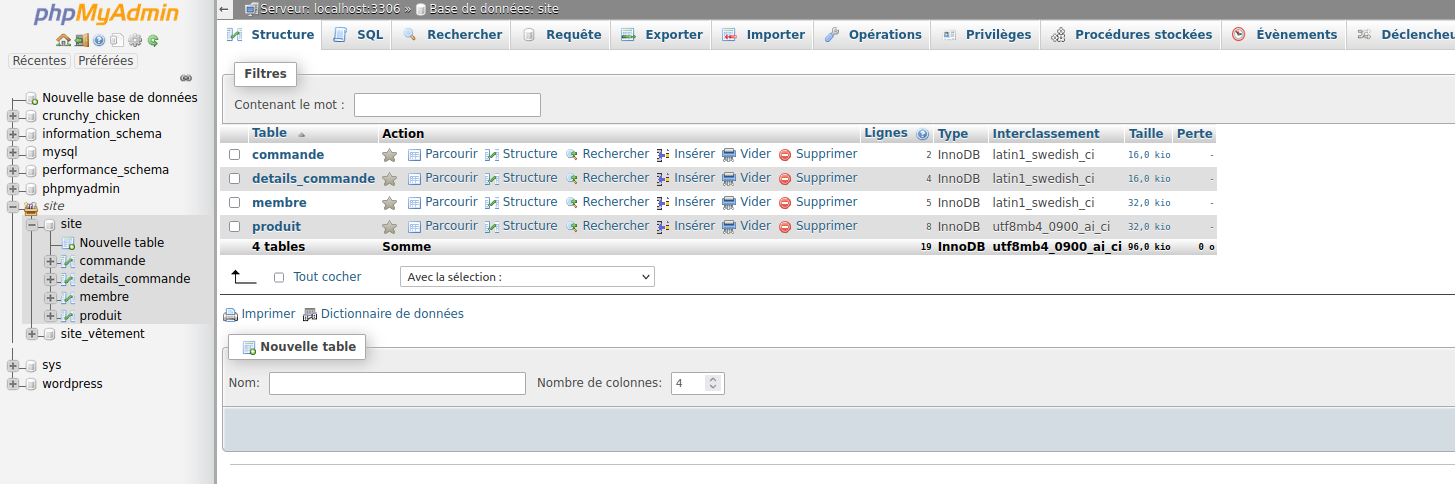 phpMyAdmin
Récentes Préférées
Nouvelle base de données
crunchy_chicken
information_schema
mysql
performance_schema
phpmyadmin
site
site
Nouvelle table
commande
details_commande
membre
produit
site_vêtement
sys
wordpress
Serveur: localhost:3306 » Base de données: site
Structure SQL Rechercher Requête Exporter Importer Opérations Privilèges Procédures stockées Évènements Déclencheu
Filtres
Contenant le mot :
Table Action Lignes Type Interclassement Taille Perte
commande Parcourir Structure Rechercher Insérer Vider Supprimer 2 InnoDB latin1_swedish_ci 16,0 kio -
details_commande Parcourir Structure Rechercher Insérer Vider Supprimer 4 InnoDB latin1_swedish_ci 16,0 kio -
membre Parcourir Structure Rechercher Insérer Vider Supprimer 5 InnoDB latin1_swedish_ci 32,0 kio -
produit Parcourir Structure Rechercher Insérer Vider Supprimer 8 InnoDB utf8mb4_0900_ai_ci 32,0 kio -
4 tables Somme 19 InnoDB utf8mb4_0900_ai_ci 96,0 kio 0 o
Tout cocher Avec la sélection :
Imprimer Dictionnaire de données
Nouvelle table
Nom: Nombre de colonnes: 4